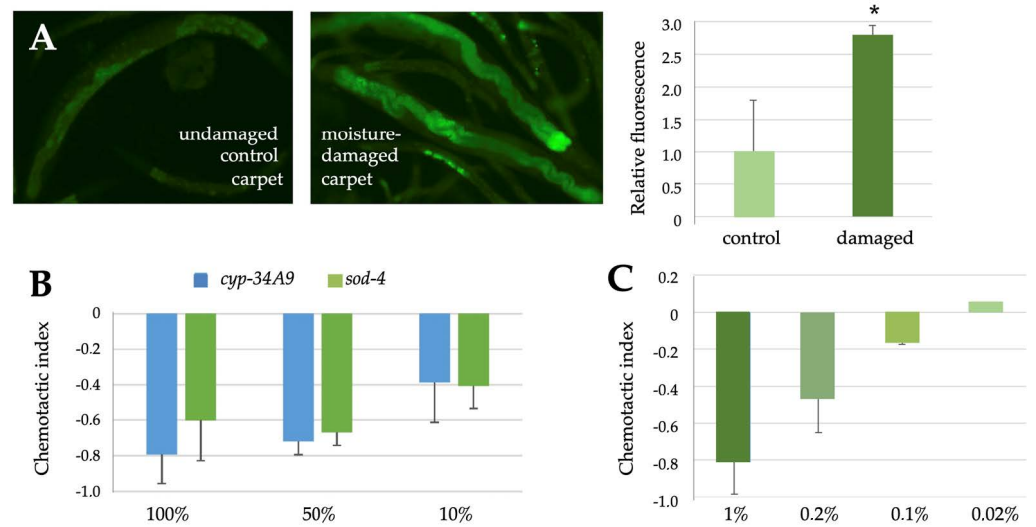 A
undamaged
control
carpet
moisture-
damaged
carpet
Relative fluorescence
3.0
2.5
2.0
1.5
1.0
0.5
0
*
control
damaged
B
cyp-34A9
sod-4
Chemotactic index
0
-0.2
-0.4
-0.6
-0.8
-1.0
100%
50%
10%
C
Chemotactic index
0.2
0
-0.2
-0.4
-0.6
-0.8
-1.0
1%
0.2%
0.1%
0.02%